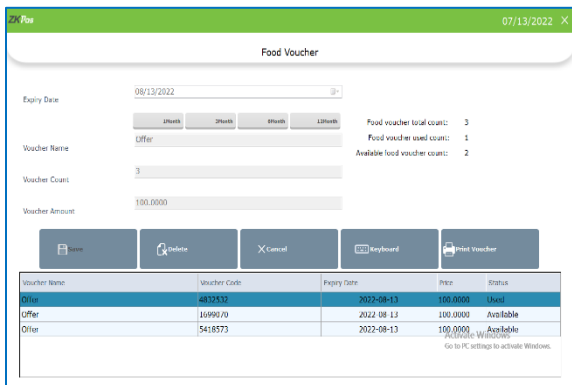 ZKPos 07/13/2022 ×
Food Voucher
Expiry Date 08/13/2022
1Month 3Month 6Month 12Month
Food voucher total count: 3
Voucher Name Offer
Food voucher used count: 1
Available food voucher count: 2
Voucher Count 3
Voucher Amount 100.0000
Save Delete Cancel Keyboard Print Voucher
Voucher Name Voucher Code Expiry Date Price Status
Offer 4832532 2022-08-13 100.0000 Used
Offer 1699070 2022-08-13 100.0000 Available
Offer 5418573 2022-08-13 100.0000 Available
Activate Windows
Go to PC settings to activate Windows.